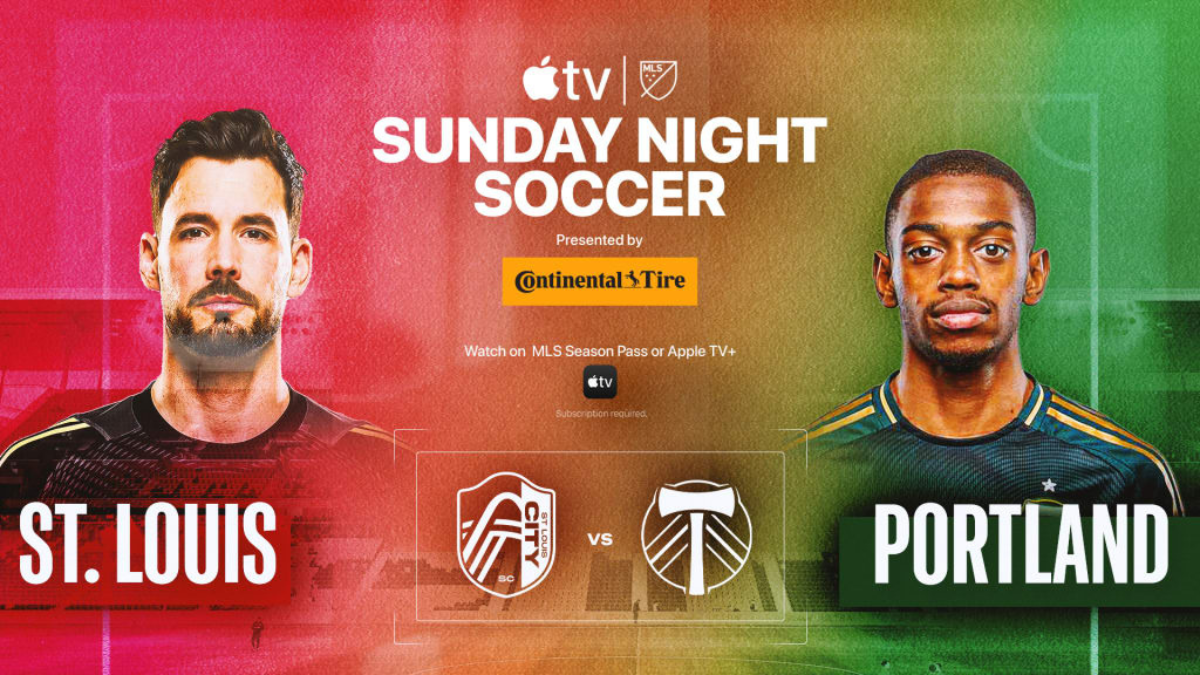 tv
MLS
SUNDAY NIGHT
SOCCER
Presented by
Continental Tire
Watch on MLS Season Pass or Apple TV+
tv
Subscription required.
ST. LOUIS
CITY
ST LOUIS
SC
VS
PORTLAND